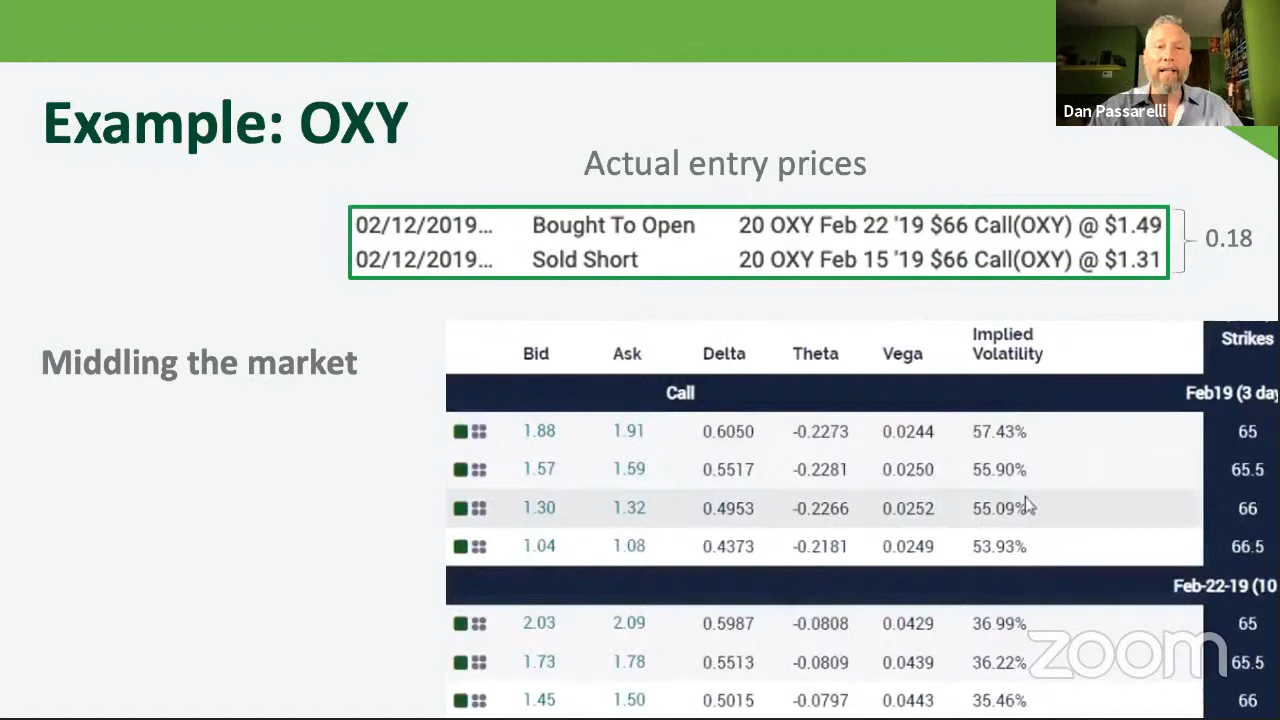 Dan Passarelli
Example: OXY
Actual entry prices
02/12/2019... Bought To Open 20 OXY Feb 22 '19 $66 Call(OXY) @ $1.49
02/12/2019... Sold Short 20 OXY Feb 15 '19 $66 Call(OXY) @ $1.31
0.18
Middling the market
Bid Ask Delta Theta Vega Implied Volatility Strikes
Call Feb19 (3 day
1.88 1.91 0.6050 -0.2273 0.0244 57.43% 65
1.57 1.59 0.5517 -0.2281 0.0250 55.90% 65.5
1.30 1.32 0.4953 -0.2266 0.0252 55.09% 66
1.04 1.08 0.4373 -0.2181 0.0249 53.93% 66.5
Feb-22-19 (10
2.03 2.09 0.5987 -0.0808 0.0429 36.99% 65
1.73 1.78 0.5513 -0.0809 0.0439 36.22% 65.5
1.45 1.50 0.5015 -0.0797 0.0443 35.46% 66
zoom